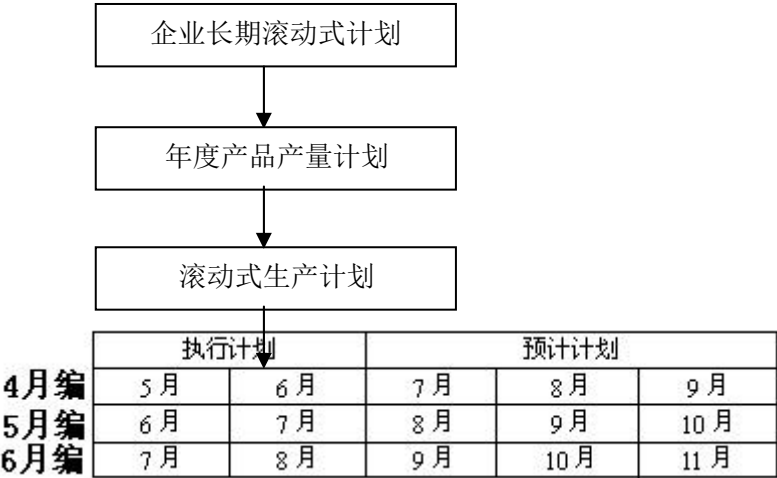 企业长期滚动式计划
年度产品产量计划
滚动式生产计划
执行计划 预计计划
4月编 5月 6月 7月 8月 9月
5月编 6月 7月 8月 9月 10月
6月编 7月 8月 9月 10月 11月